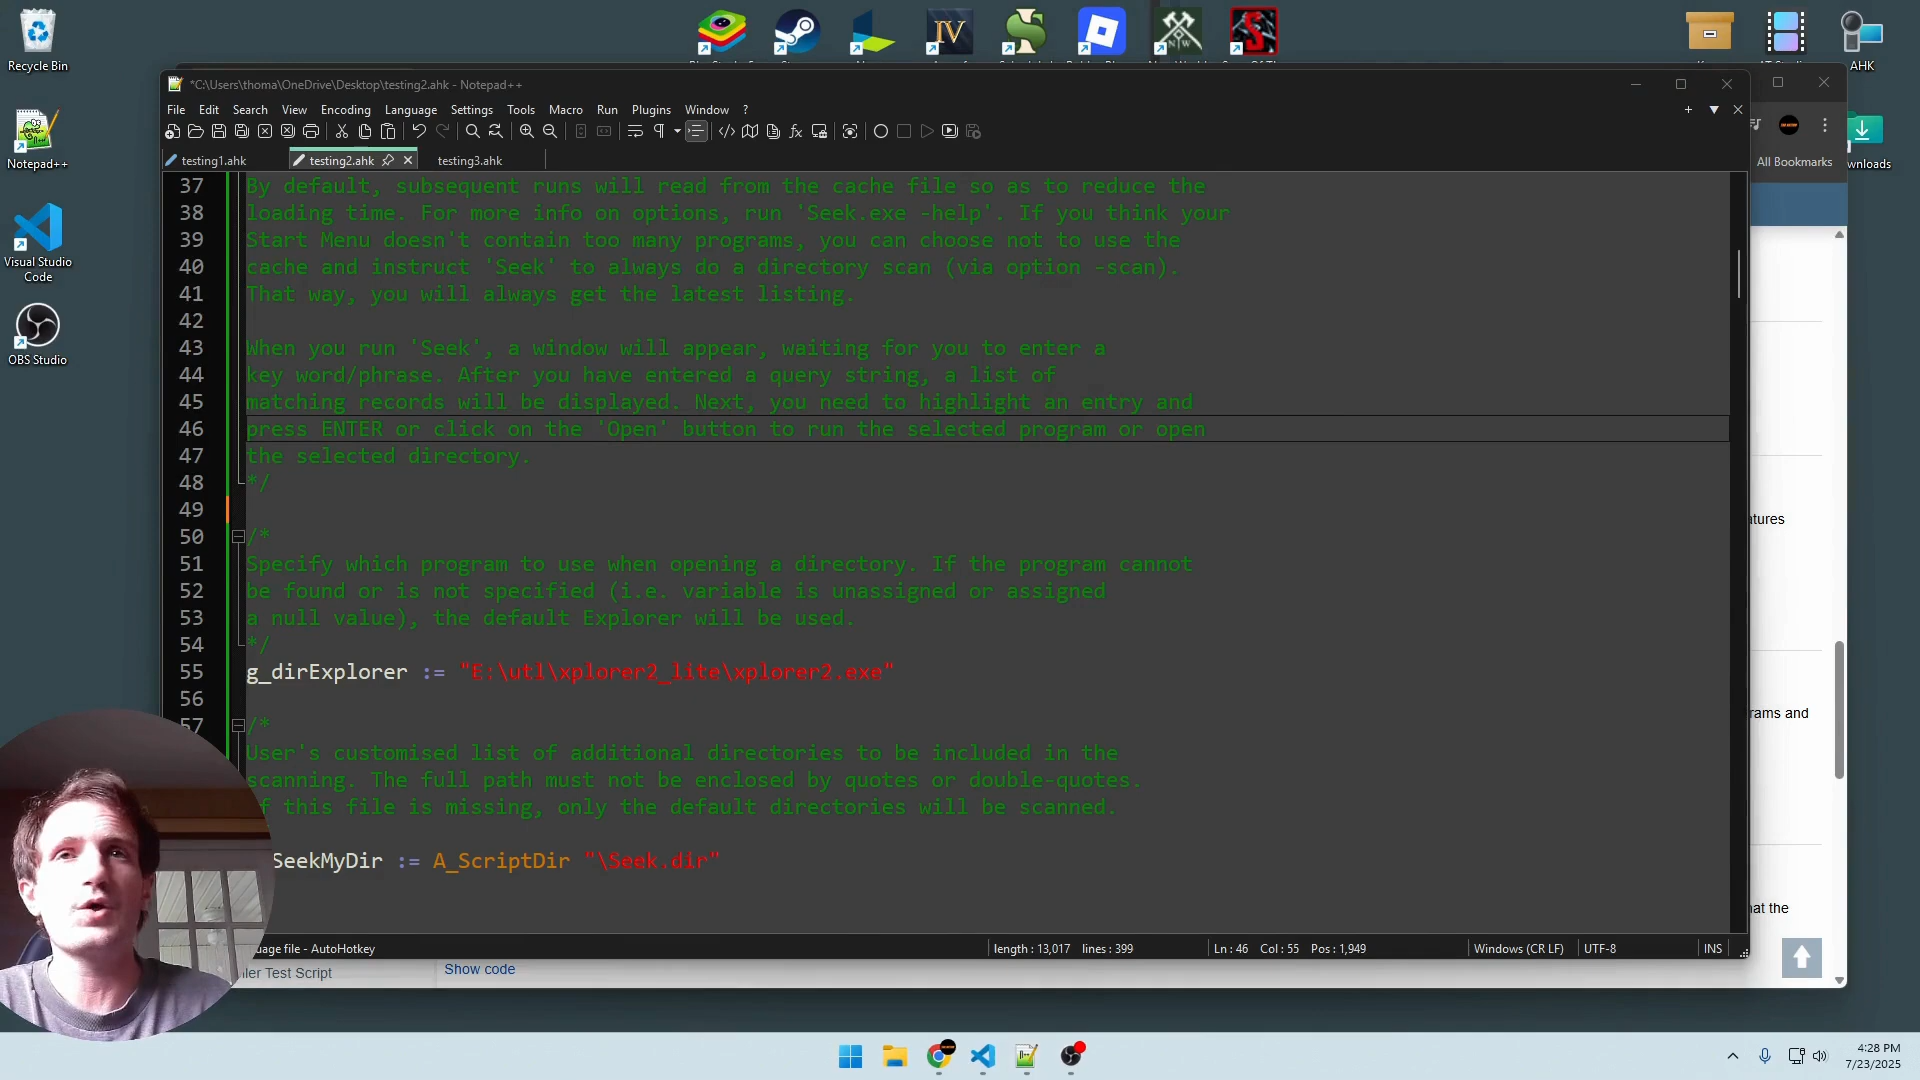 Recycle Bin
Notepad++
Visual Studio
Code
OBS Studio
AHK
*C:\Users\thoma\OneDrive\Desktop\testing2.ahk - Notepad++
File Edit Search View Encoding Language Settings Tools Macro Run Plugins Window ?
testing1.ahk testing2.ahk testing3.ahk
All Bookmarks
wnloads
37 By default, subsequent runs will read from the cache file so as to reduce the
38 loading time. For more info on options, run 'Seek.exe -help'. If you think your
39 Start Menu doesn't contain too many programs, you can choose not to use the
40 cache and instruct 'Seek' to always do a directory scan (via option -scan).
41 That way, you will always get the latest listing.
42
43 When you run 'Seek', a window will appear, waiting for you to enter a
44 key word/phrase. After you have entered a query string, a list of
45 matching records will be displayed. Next, you need to highlight an entry and
46 press ENTER or click on the 'Open' button to run the selected program or open
47 the selected directory.
48 */
49
50 /*
51 Specify which program to use when opening a directory. If the program cannot
52 be found or is not specified (i.e. variable is unassigned or assigned
53 a null value), the default Explorer will be used.
54 */
55 g_dirExplorer := "E:\utl\xplorer2_lite\xplorer2.exe"
56
57 /*
User's customised list of additional directories to be included in the
scanning. The full path must not be enclosed by quotes or double-quotes.
f this file is missing, only the default directories will be scanned.
SeekMyDir := A_ScriptDir "\Seek.dir"
tures
rams and
hat the
uage file - AutoHotkey
length : 13,017 lines : 399
Ln : 46 Col : 55 Pos : 1,949
Windows (CR LF)
UTF-8
INS
iler Test Script
Show code
4:28 PM
7/23/2025